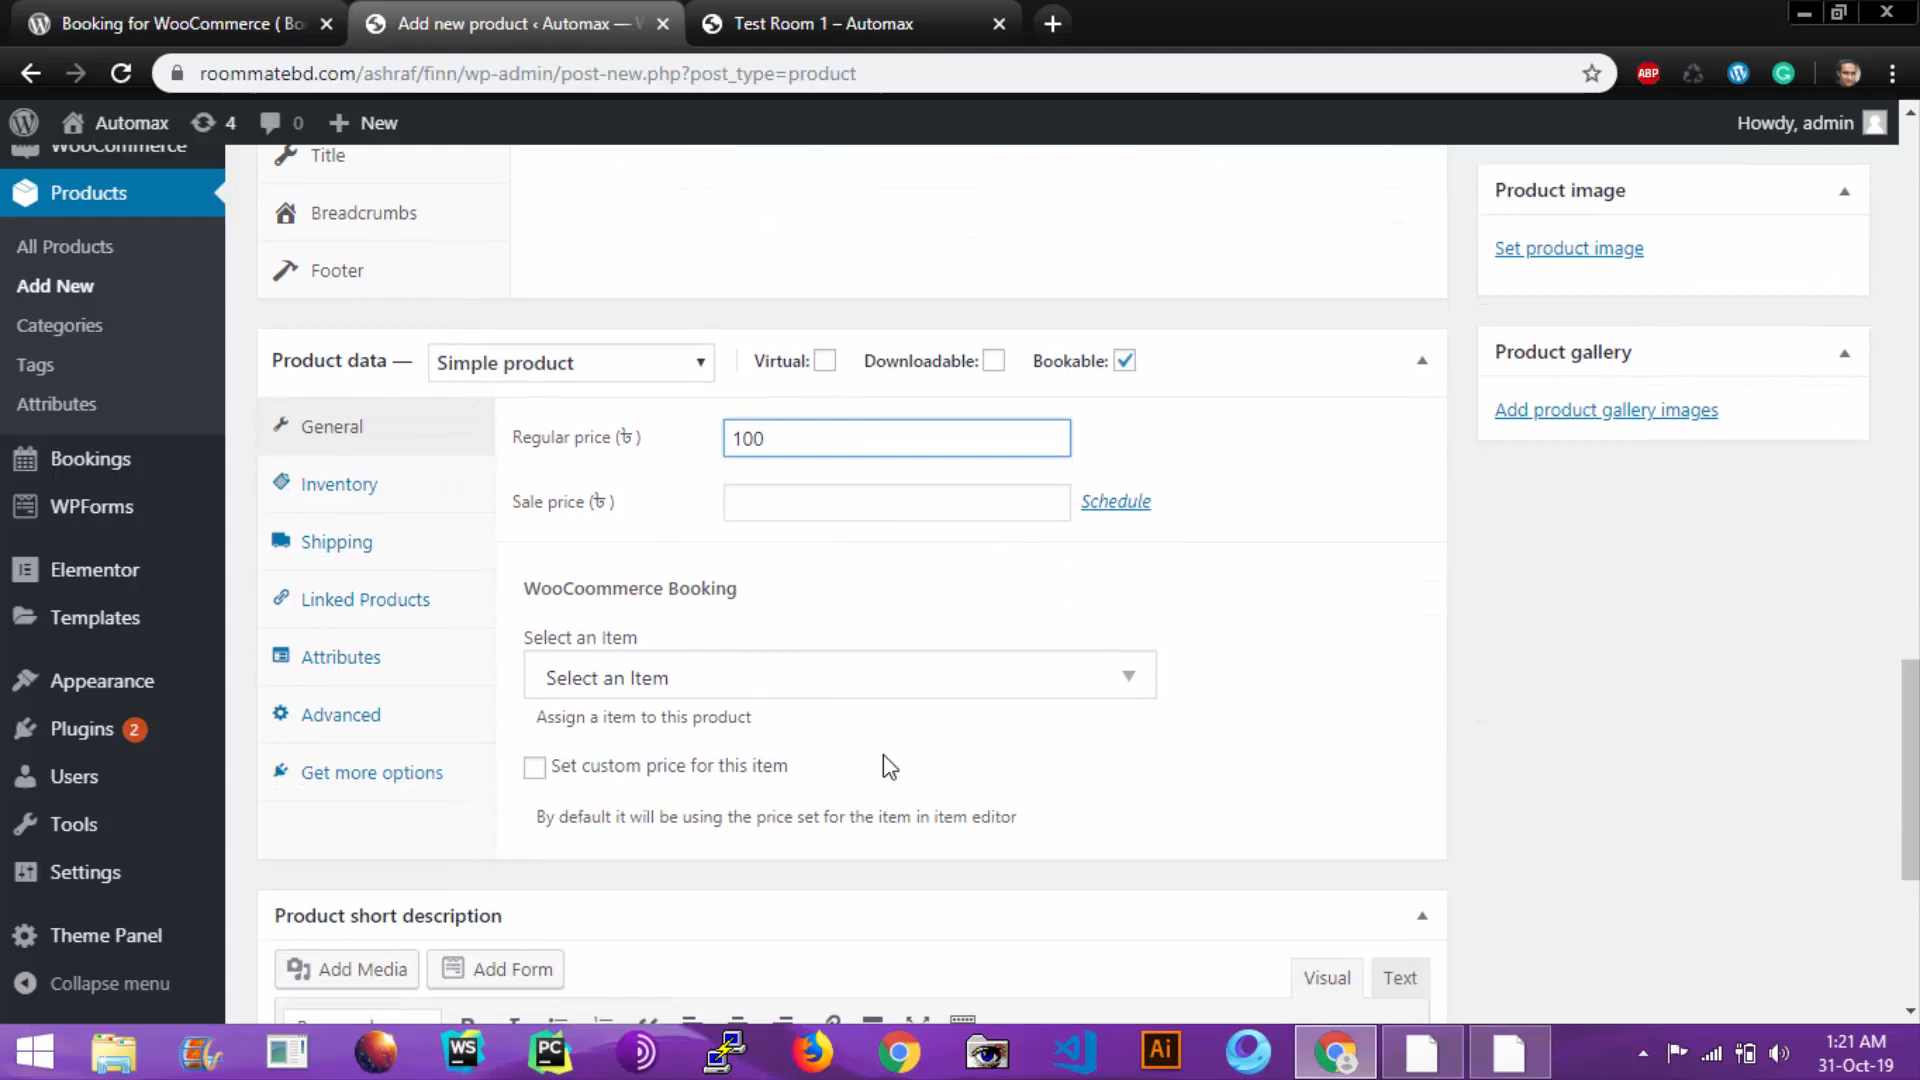 Booking for WooCommerce ( Bo
Add new product ‹ Automax —
Test Room 1 – Automax
roommatebd.com/ashraf/finn/wp-admin/post-new.php?post_type=product
ABP
Automax
4
0
New
Howdy, admin
WooCommerce
Products
All Products
Add New
Categories
Tags
Attributes
Bookings
WPForms
Elementor
Templates
Appearance
Plugins 2
Users
Tools
Settings
Theme Panel
Collapse menu
Title
Breadcrumbs
Footer
Product data —
Simple product
Virtual:
Downloadable:
Bookable:
General
Inventory
Shipping
Linked Products
Attributes
Advanced
Get more options
Regular price (৳ )
100
Sale price (৳ )
Schedule
WooCoommerce Booking
Select an Item
Select an Item
Assign a item to this product
Set custom price for this item
By default it will be using the price set for the item in item editor
Product short description
Add Media
Add Form
Visual
Text
Product image
Set product image
Product gallery
Add product gallery images
WS
PC
Ai
1:21 AM
31-Oct-19